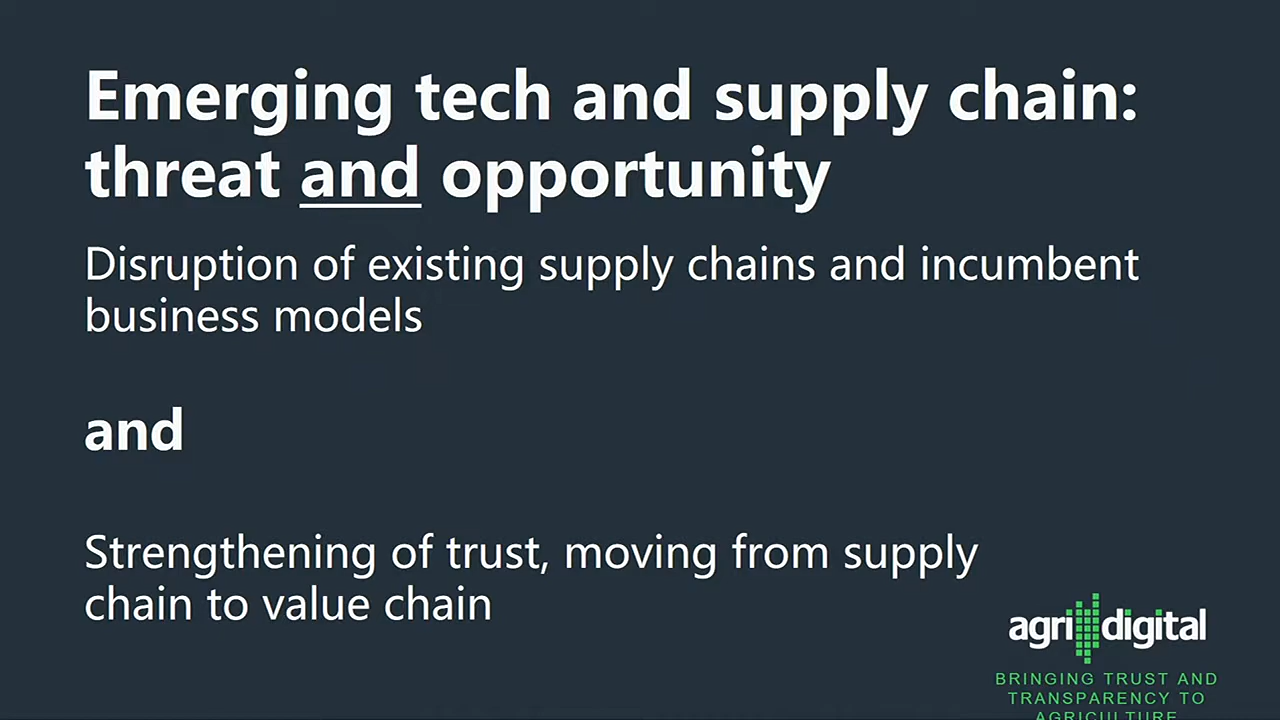 Emerging tech and supply chain:
threat and opportunity
Disruption of existing supply chains and incumbent
business models
and
Strengthening of trust, moving from supply
chain to value chain
agri digital
BRINGING TRUST AND
TRANSPARENCY TO
AGRICULTURE